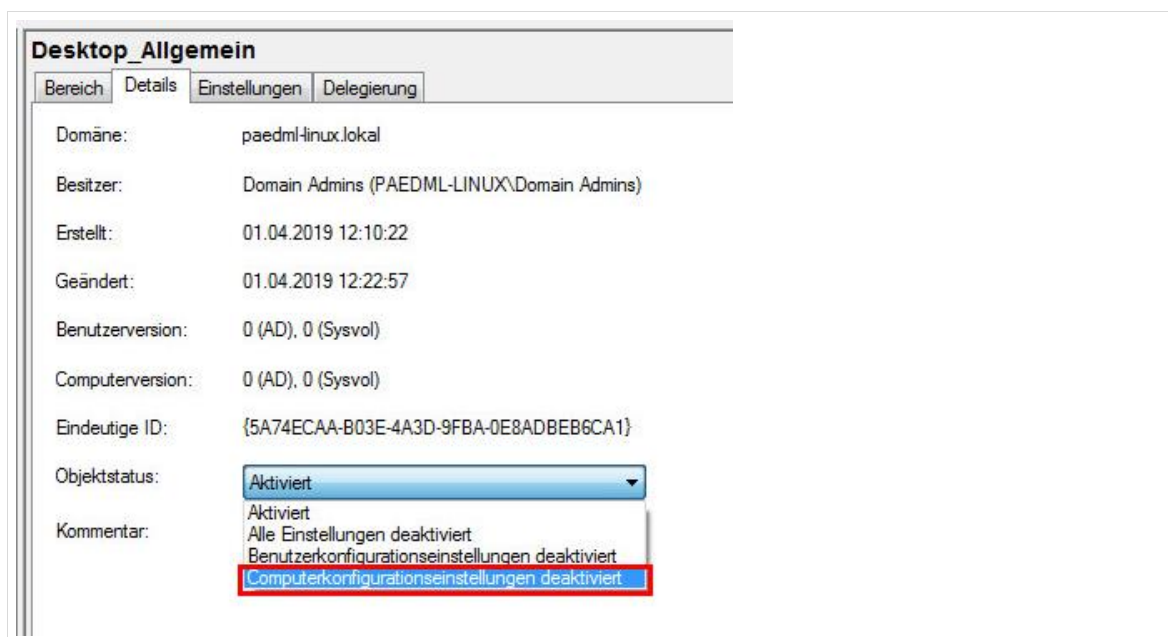 Desktop_Allgemein
Bereich Details Einstellungen Delegierung
Domäne: paedml-linux.lokal
Besitzer: Domain Admins (PAEDML-LINUX\Domain Admins)
Erstellt: 01.04.2019 12:10:22
Geändert: 01.04.2019 12:22:57
Benutzerversion: 0 (AD), 0 (Sysvol)
Computerversion: 0 (AD), 0 (Sysvol)
Eindeutige ID: {5A74ECAA-B03E-4A3D-9FBA-0E8ADBEB6CA1}
Objektstatus: Aktiviert
Aktiviert
Kommentar: Alle Einstellungen deaktiviert
Benutzerkonfigurationseinstellungen deaktiviert
Computerkonfigurationseinstellungen deaktiviert